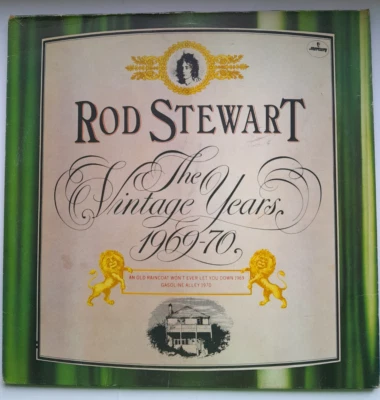 mercury
ROD STEWART
The
Vintage Years
1969-70
AN OLD RAINCOAT WON'T EVER LET YOU DOWN 1969
GASOLINE ALLEY 1970